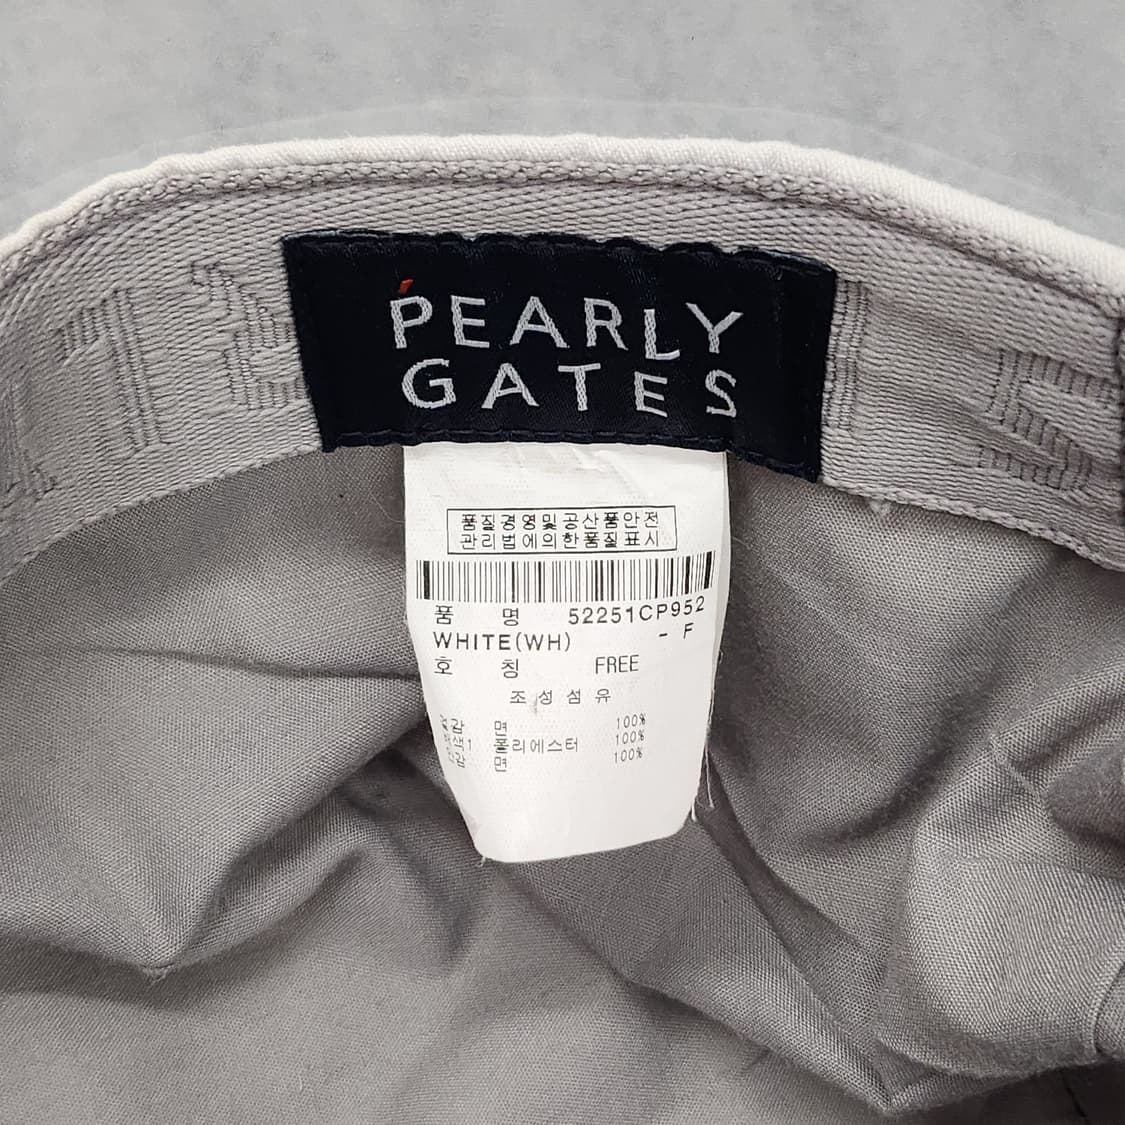 PEARLY
GATES
품질경영및공산품안전
관리법에의한품질표시
품 명 52251CP952
WHITE(WH) - F
호 칭 FREE
조성섬유
면 100%
폴리에스터 100%
면 100%